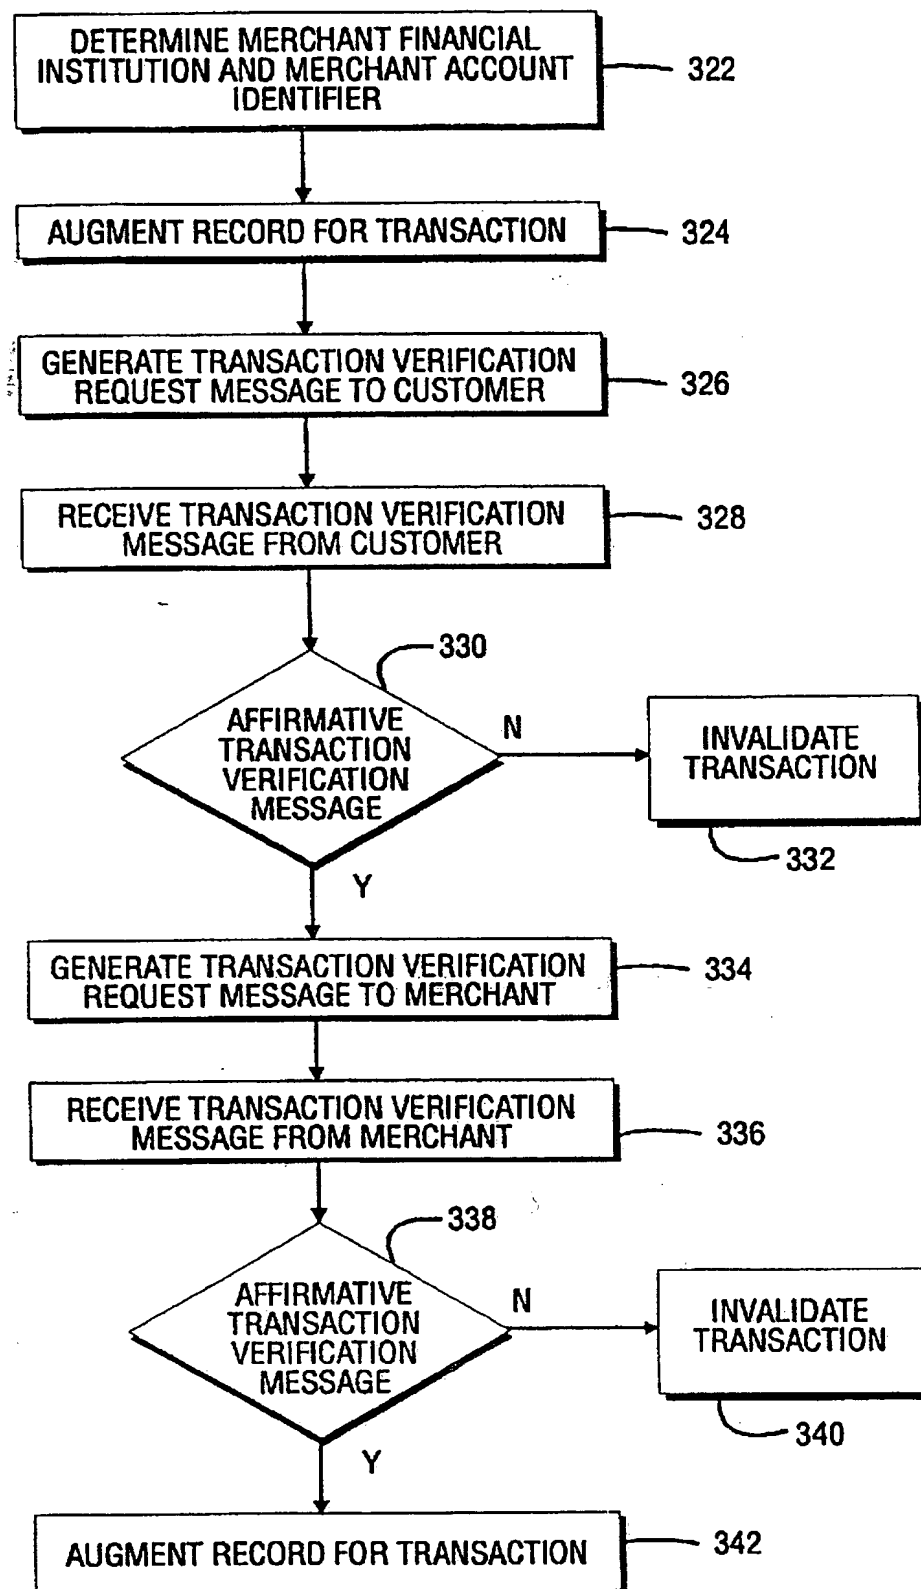 DETERMINE MERCHANT FINANCIAL
INSTITUTION AND MERCHANT ACCOUNT
IDENTIFIER
322
AUGMENT RECORD FOR TRANSACTION
324
GENERATE TRANSACTION VERIFICATION
REQUEST MESSAGE TO CUSTOMER
326
RECEIVE TRANSACTION VERIFICATION
MESSAGE FROM CUSTOMER
328
330
AFFIRMATIVE
TRANSACTION
VERIFICATION
MESSAGE
N
INVALIDATE
TRANSACTION
332
Y
GENERATE TRANSACTION VERIFICATION
REQUEST MESSAGE TO MERCHANT
334
RECEIVE TRANSACTION VERIFICATION
MESSAGE FROM MERCHANT
336
338
AFFIRMATIVE
TRANSACTION
VERIFICATION
MESSAGE
N
INVALIDATE
TRANSACTION
340
Y
AUGMENT RECORD FOR TRANSACTION
342